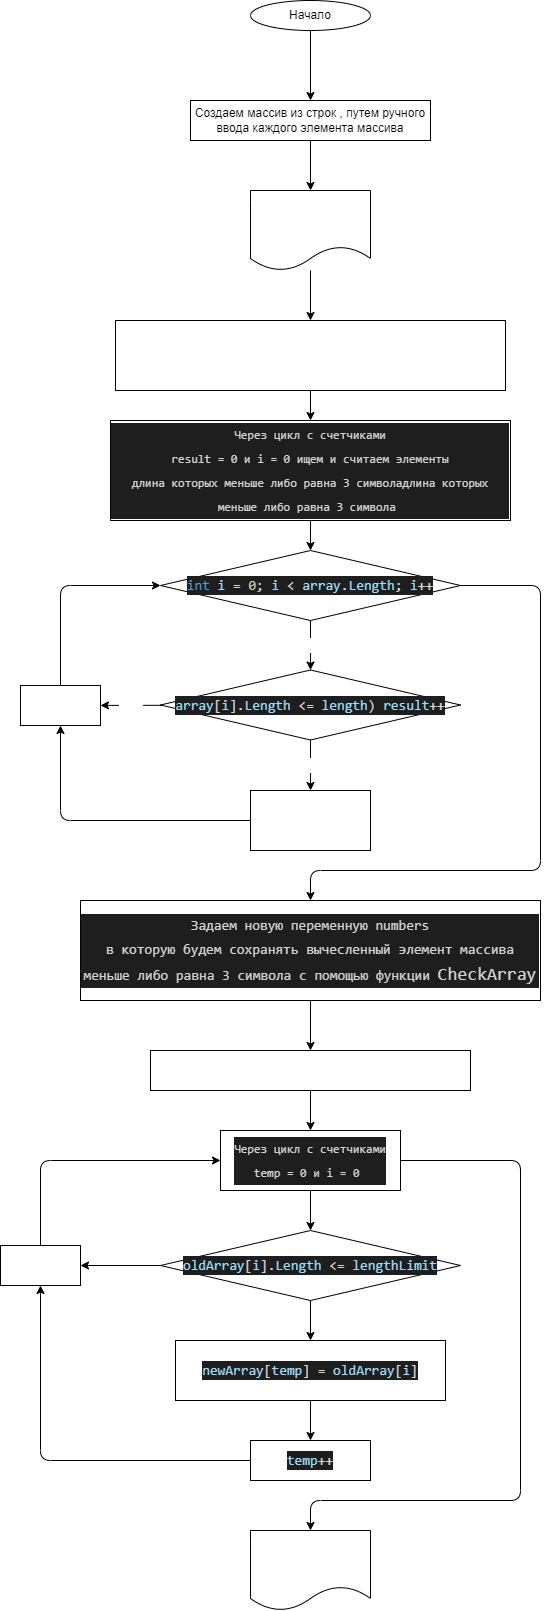 Начало
Создаем массив из строк , путем ручного
ввода каждого элемента массива
Через цикл с счетчиками
result = 0 и i = 0 ищем и считаем элементы
длина которых меньше либо равна 3 символадлина которых
меньше либо равна 3 символа
int i = 0; i < array.Length; i++
array[i].Length <= length) result++
Задаем новую переменную numbers
в которую будем сохранять вычесленный элемент массива
меньше либо равна 3 символа с помощью функции CheckArray
Через цикл с счетчиками
temp = 0 и i = 0
oldArray[i].Length <= lengthLimit
newArray[temp] = oldArray[i]
temp++